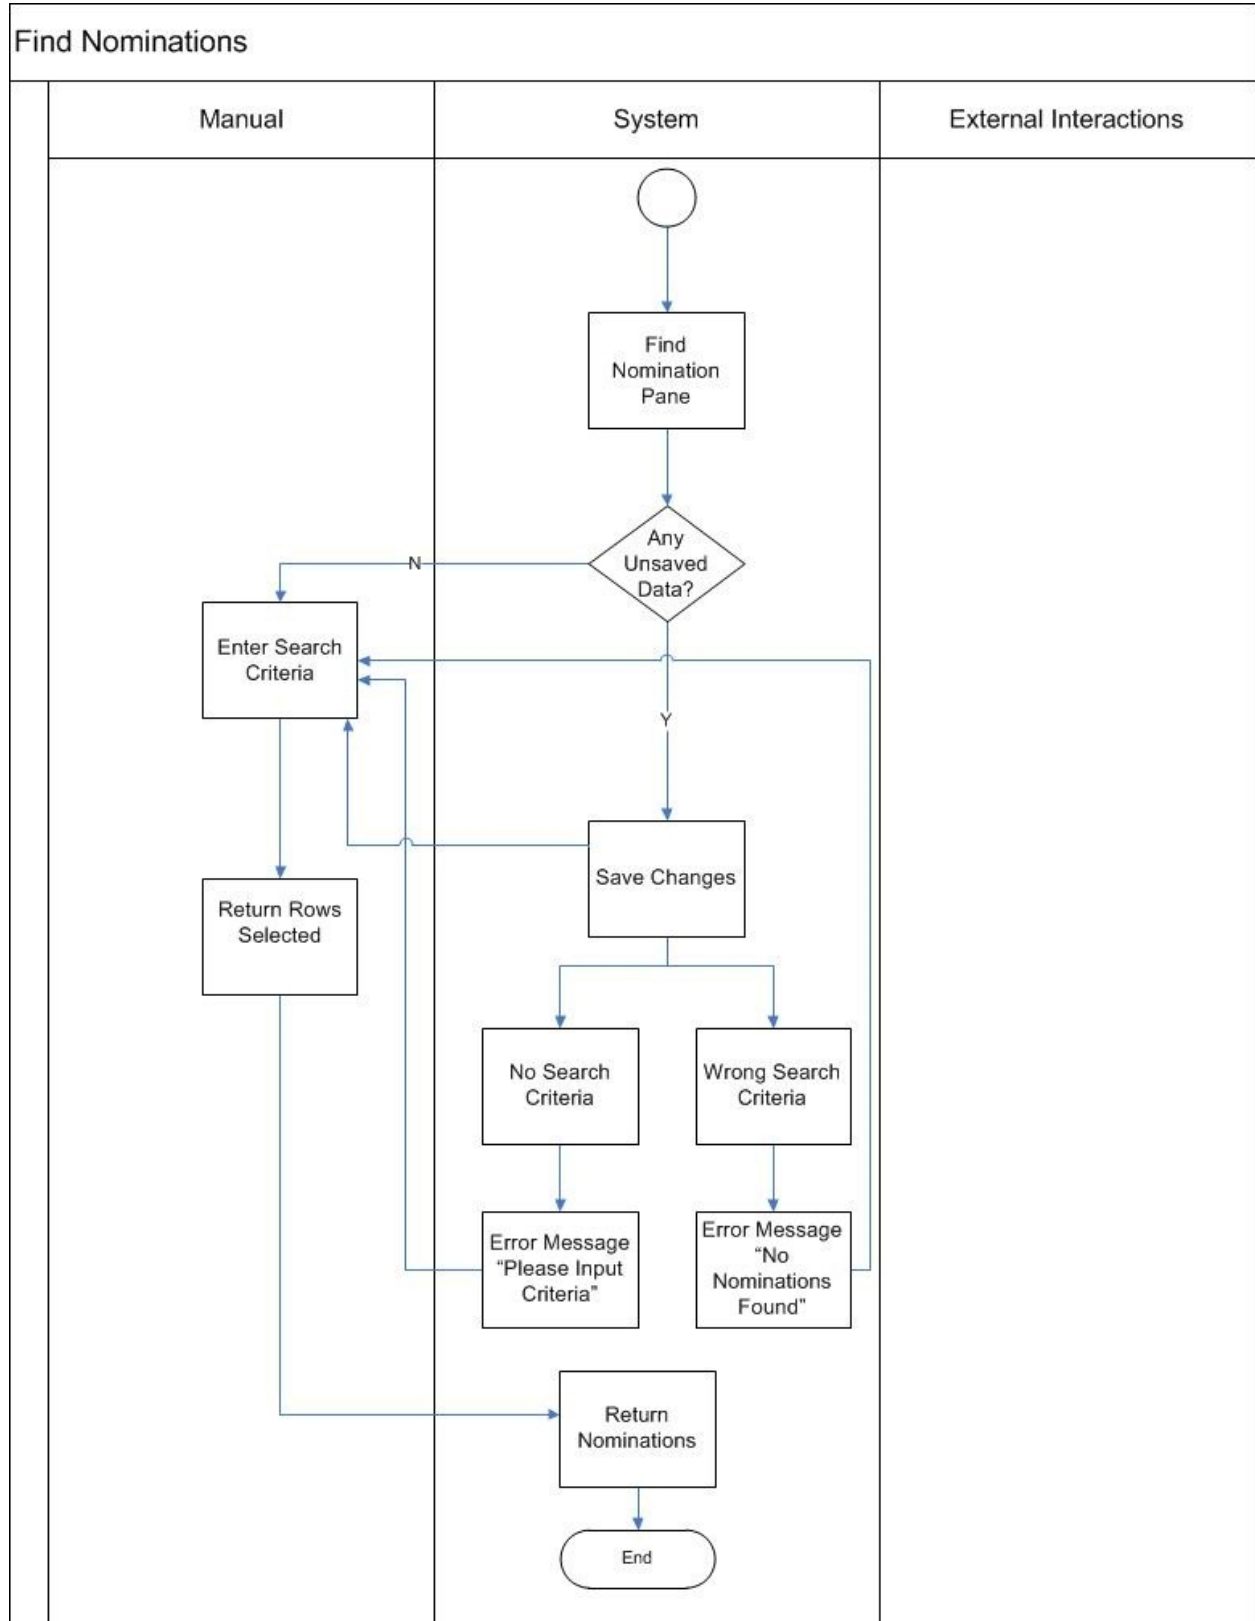 Find Nominations
Manual
System
External Interactions
Find
Nomination
Pane
Any
Unsaved
Data?
N
Enter Search
Criteria
Y
Save Changes
Return Rows
Selected
No Search
Criteria
Wrong Search
Criteria
Error Message
“Please Input
Criteria”
Error Message
“No
Nominations
Found”
Return
Nominations
End